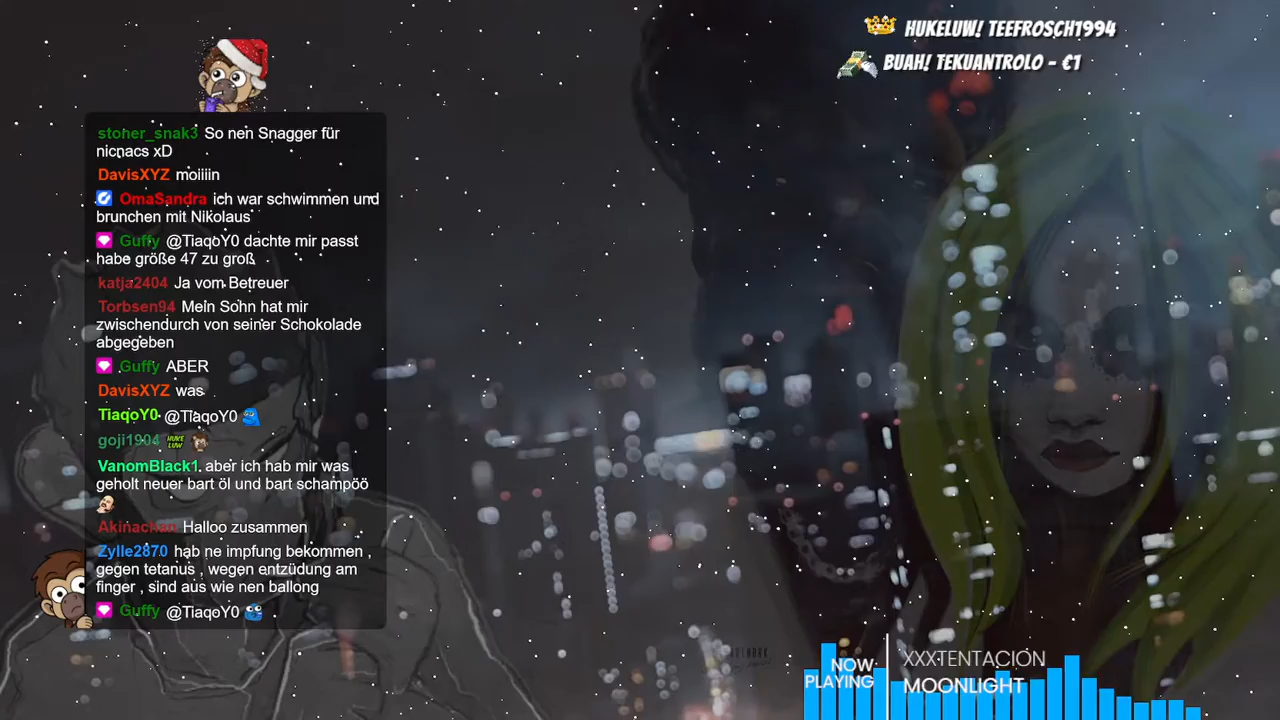 HUKELUW! TEEFROSCH1994
BUAH! TEKUANTROLO - €1
stoner_snak3 So nen Snagger für
nicnacs xD
DavisXYZ moiiiin
OmaSandra ich war schwimmen und
brunchen mit Nikolaus
Guffy @TiaqoY0 dachte mir passt
habe größe 47 zu groß
katja2404 Ja vom Betreuer
Torbsen94 Mein Sohn hat mir
zwischendurch von seiner Schokolade
abgegeben
Guffy ABER
DavisXYZ was
TiaqoY0 @TiaqoY0
goji1904 HUKE
LUW
VanomBlack1 aber ich hab mir was
geholt neuer bart öl und bart schampöö
Akinachan Halloo zusammen
Zylle2870 hab ne impfung bekommen ,
gegen tetanus , wegen entzüdung am
finger , sind aus wie nen ballong
Guffy @TiaqoY0
NOW
PLAYING
XXXTENTACION
MOONLIGHT